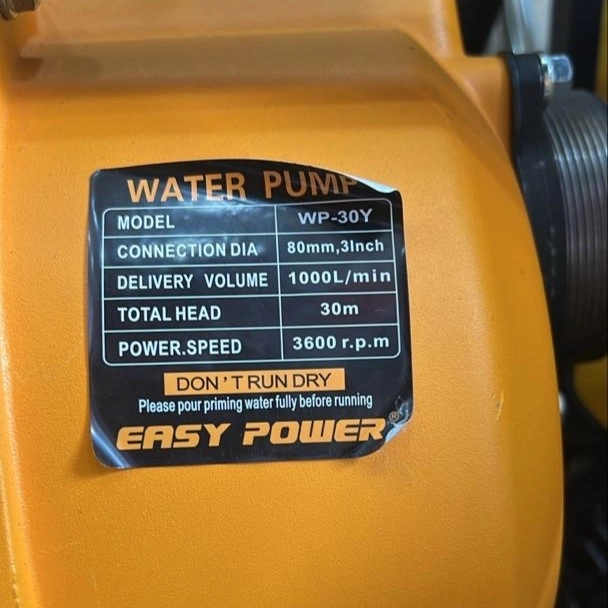 WATER PUMP
MODEL WP-30Y
CONNECTION DIA 80mm,3Inch
DELIVERY VOLUME 1000L/min
TOTAL HEAD 30m
POWER.SPEED 3600 r.p.m
DON'T RUN DRY
Please pour priming water fully before running
EASY POWER®